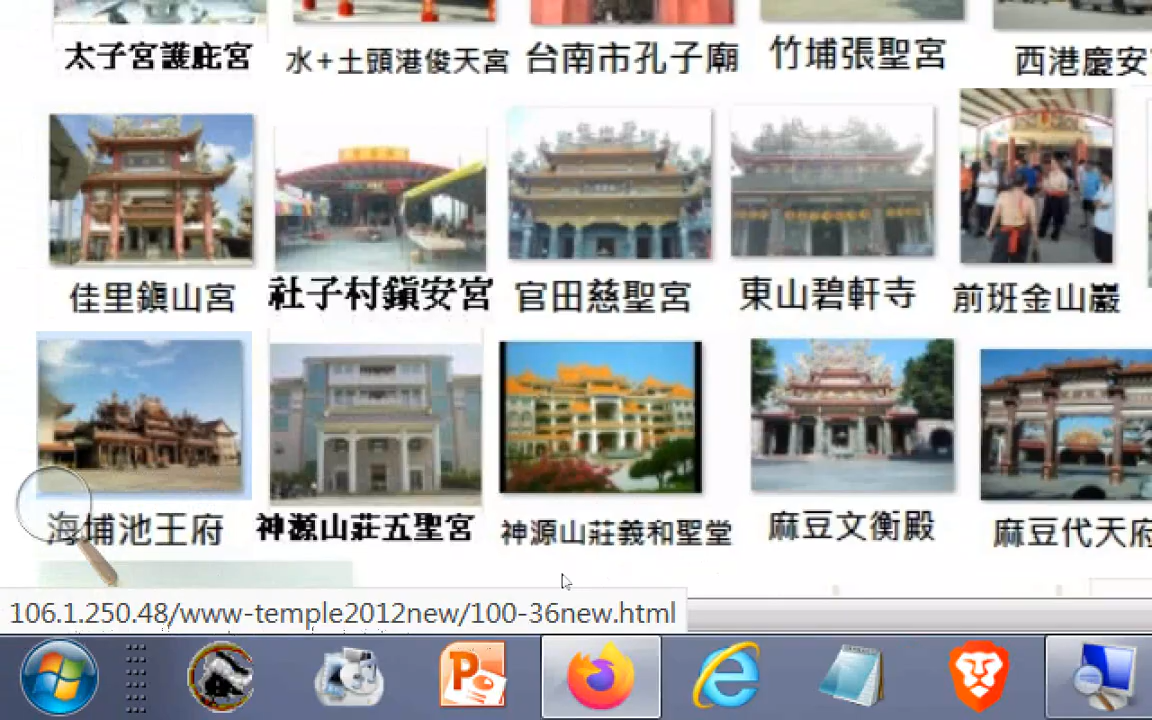 太子宮護庇宮
水+土頭港俊天宮
台南市孔子廟
竹埔張聖宮
西港慶安
佳里鎮山宮
社子村鎮安宮
官田慈聖宮
東山碧軒寺
前班金山巖
海埔池王府
神源山莊五聖宮
神源山莊義和聖堂
麻豆文衡殿
麻豆代天府
106.1.250.48/www-temple2012new/100-36new.html